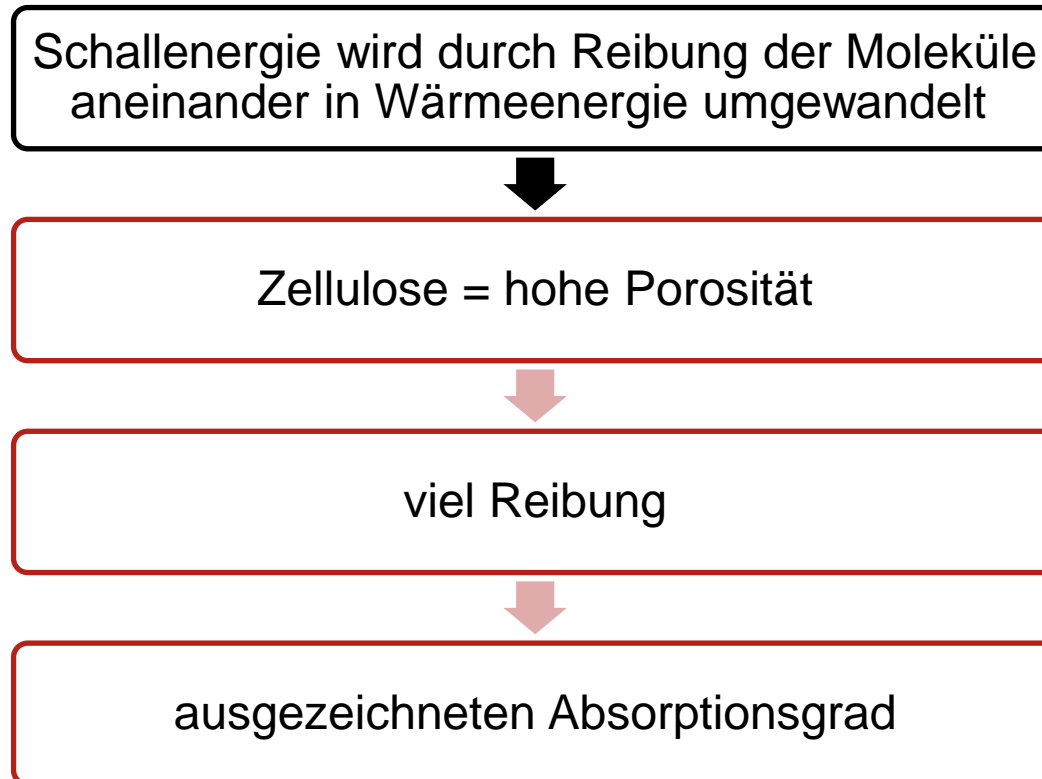 Schallenergie wird durch Reibung der Moleküle
aneinander in Wärmeenergie umgewandelt
Zellulose = hohe Porosität
viel Reibung
ausgezeichneten Absorptionsgrad